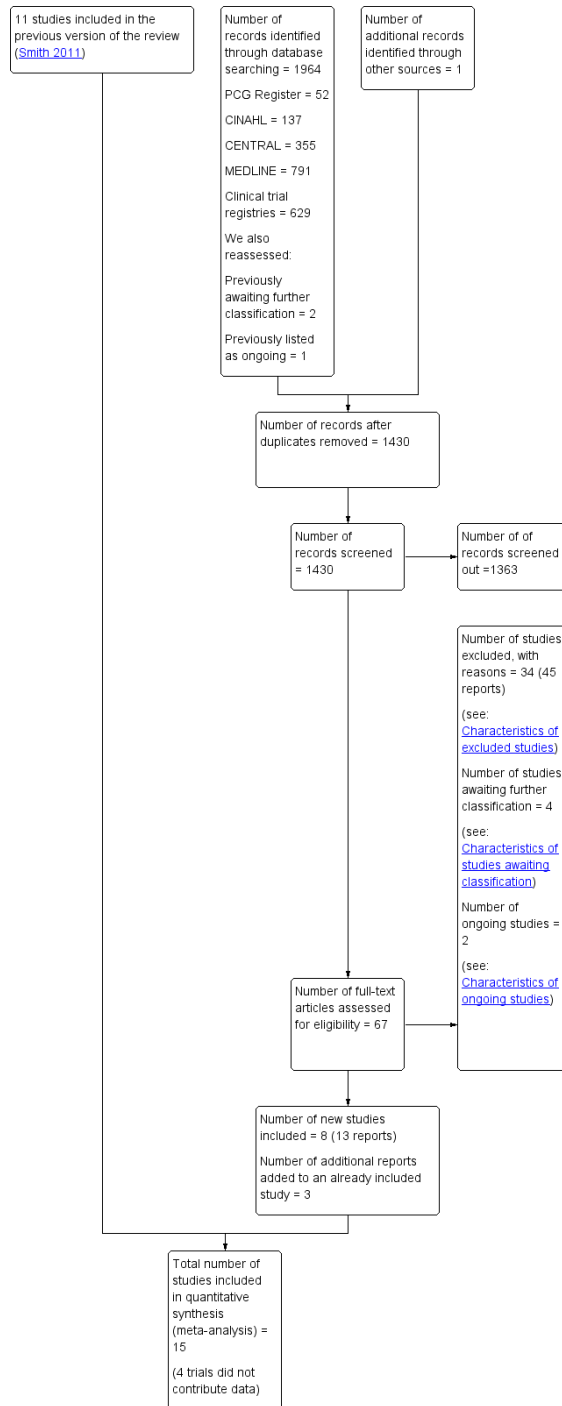 11 studies included in the
previous version of the review
(Smith 2011)
Number of
records identified
through database
searching = 1964
PCG Register = 52
CINAHL = 137
CENTRAL = 355
MEDLINE = 791
Clinical trial
registries = 629
We also
reassessed:
Previously
awaiting further
classification = 2
Previously listed
as ongoing = 1
Number of
additional records
identified through
other sources = 1
Number of records after
duplicates removed = 1430
Number of
records screened
= 1430
Number of of
records screened
out =1363
Number of studies
excluded, with
reasons = 34 (45
reports)
(see:
Characteristics of
excluded studies)
Number of studies
awaiting further
classification = 4
(see:
Characteristics of
studies awaiting
classification)
Number of
ongoing studies =
2
(see:
Characteristics of
ongoing studies)
Number of full-text
articles assessed
for eligibility = 67
Number of new studies
included = 8 (13 reports)
Number of additional reports
added to an already included
study = 3
Total number of
studies included
in quantitative
synthesis
(meta-analysis) =
15
(4 trials did not
contribute data)